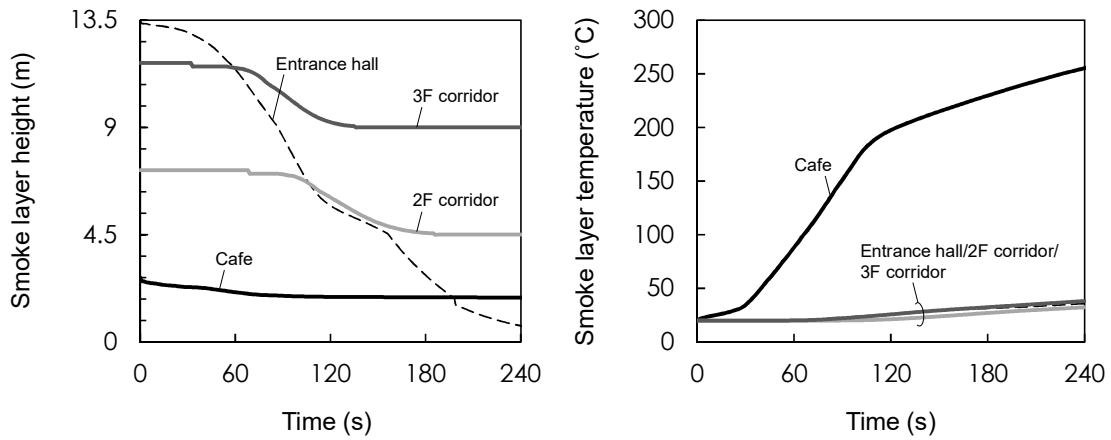 Smoke layer height (m)
13.5
9
4.5
0
Entrance hall
3F corridor
2F corridor
Cafe
0 60 120 180 240
Time (s)
Smoke layer temperature (˚C)
300
250
200
150
100
50
0
Cafe
Entrance hall/2F corridor/
3F corridor
0 60 120 180 240
Time (s)